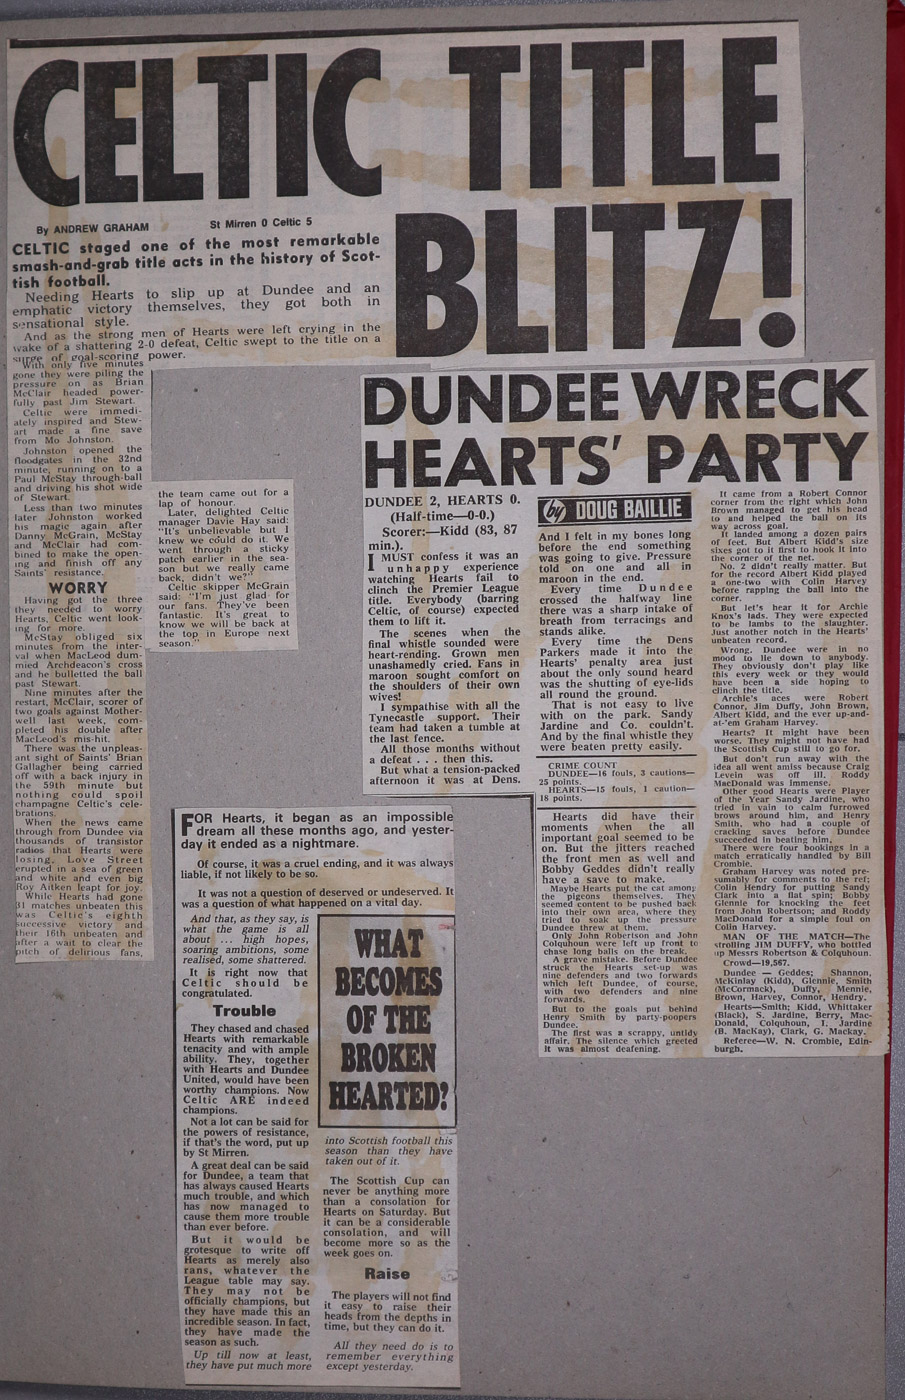 CELTIC TITLE
BLITZ!
By ANDREW GRAHAM
St Mirren 0 Celtic 5
CELTIC staged one of the most remarkable
smash-and-grab title acts in the history of Scot-
tish football.
Needing Hearts to slip up at Dundee and an
emphatic victory themselves, they got both in
sensational style.
And as the strong men of Hearts were left crying in the
wake of a shattering 2-0 defeat, Celtic swept to the title on a
surge of goal-scoring power.
With only five minutes
gone they were piling the
pressure on as Brian
McClair headed power-
fully past Jim Stewart.
Celtic were immedi-
ately inspired and Stew-
art made a fine save
from Mo Johnston.
Johnston opened the
floodgates in the 32nd
minute, running on to a
Paul McStay through-ball
and driving his shot wide
of Stewart.
Less than two minutes
later Johnston worked
his magic again after
Danny McGrain, McStay
and McClair had com-
bined to make the open-
ing and finish off any
Saints' resistance.
WORRY
Having got the three
they needed to worry
Hearts, Celtic went look-
ing for more.
McStay obliged six
minutes from the inter-
val when MacLeod dum-
mied Archdeacon's cross
and he bulletted the ball
past Stewart.
Nine minutes after the
restart, McClair, scorer of
two goals against Mother-
well last week, com-
pleted his double after
MacLeod's mis-hit.
There was the unpleas-
ant sight of Saints' Brian
Gallagher being carried
off with a back injury in
the 59th minute but
nothing could spoil
champagne Celtic's cele-
brations.
When the news came
through from Dundee via
thousands of transistor
radios that Hearts were
losing, Love Street
erupted in a sea of green
and white and even big
Roy Aitken leapt for joy.
While Hearts had gone
31 matches unbeaten this
was Celtic's eighth
successive victory and
their 16th unbeaten and
after a wait to clear the
pitch of delirious fans,
the team came out for a
lap of honour.
Later, delighted Celtic
manager Davie Hay said:
"It's unbelievable but I
knew we could do it. We
went through a sticky
patch earlier in the sea-
son but we really came
back, didn't we?"
Celtic skipper McGrain
said: "I'm just glad for
our fans. They've been
fantastic. It's great to
know we will be back at
the top in Europe next
season."
DUNDEE WRECK
HEARTS' PARTY
DUNDEE 2, HEARTS 0.
(Half-time—0-0.)
Scorer:—Kidd (83, 87
min.).
I MUST confess it was an
unhappy experience
watching Hearts fail to
clinch the Premier League
title. Everybody (baring
Celtic, of course) expected
them to lift it.
The scenes when the
final whistle sounded were
heart-rending. Grown men
unashamedly cried. Fans in
maroon sought comfort on
the shoulders of their own
wives!
I sympathise with all the
Tynecastle support. Their
team had taken a tumble at
the last fence.
All those months without
a defeat . . . then this.
But what a tension-packed
afternoon it was at Dens.
by DOUG BAILLIE
And I felt in my bones long
before the end something
was going to give. Pressure
told on one and all in
maroon in the end.
Every time Dundee
crossed the halfway line
there was a sharp intake of
breath from terracings and
stands alike.
Every time the Dens
Parkers made it into the
Hearts' penalty area just
about the only sound heard
was the shutting of eye-lids
all round the ground.
That is not easy to live
with on the park. Sandy
Jardine and Co. couldn't.
And by the final whistle they
were beaten pretty easily.
CRIME COUNT
DUNDEE—16 fouls, 3 cautions—
25 points.
HEARTS—15 fouls, 1 caution—
18 points.
Hearts did have their
moments when the all
important goal seemed to be
on. But the jitters reached
the front men as well and
Bobby Geddes didn't really
have a save to make.
Maybe Hearts put the cat among
the pigeons themselves. They
seemed content to be pushed back
into their own area, where they
tried to soak up the pressure
Dundee threw at them.
Only John Robertson and John
Colquhoun were left up front to
chase long balls on the break.
A grave mistake. Before Dundee
struck the Hearts set-up was
nine defenders and two forwards
which left Dundee, of course,
with two defenders and nine
forwards.
But to the goals put behind
Henry Smith by party-poopers
Dundee.
The first was a scrappy, untidy
affair. The silence which greeted
it was almost deafening.
It came from a Robert Connor
corner from the right which John
Brown managed to get his head
to and helped the ball on its
way across goal.
It landed among a dozen pairs
of feet. But Albert Kidd's size
sixes got to it first to hook it into
the corner of the net.
No. 2 didn't really matter. But
for the record Albert Kidd played
a one-two with Colin Harvey
before rapping the ball into the
corner.
But let's hear it for Archie
Knox's lads. They were expected
to be lambs to the slaughter.
Just another notch in the Hearts'
unbeaten record.
Wrong. Dundee were in no
mood to lie down to anybody.
They obviously don't play like
this every week or they would
have been a side hoping to
clinch the title.
Archie's aces were Robert
Connor, Jim Duffy, John Brown,
Albert Kidd, and the ever up-and-
at-'em Graham Harvey.
Hearts? It might have been
worse. They might not have had
the Scottish Cup still to go for.
But don't run away with the
idea all went amiss because Craig
Levein was off ill. Roddy
MacDonald was immense.
Other good Hearts were Player
of the Year Sandy Jardine, who
tried in vain to calm furrowed
brows around him, and Henry
Smith, who had a couple of
cracking saves before Dundee
succeeded in beating him.
There were four bookings in a
match erratically handled by Bill
Crombie.
Graham Harvey was noted pre-
sumably for comments to the ref;
Colin Hendry for putting Sandy
Clark into a flat spin; Bobby
Glennie for knocking the feet
from John Robertson; and Roddy
MacDonald for a simple foul on
Colin Harvey.
MAN OF THE MATCH—The
strolling JIM DUFFY, who bottled
up Messrs Robertson & Colquhoun.
Crowd—19,567.
Dundee — Geddes; Shannon,
McKinlay (Kidd), Glennie, Smith
(McCormack), Duffy, Mennie,
Brown, Harvey, Connor, Hendry.
Hearts—Smith; Kidd, Whittaker
(Black), S. Jardine, Berry, Mac-
Donald, Colquhoun, I. Jardine
(B. MacKay), Clark, G. Mackay.
Referee—W. N. Crombie, Edin-
burgh.
FOR Hearts, it began as an impossible
dream all these months ago, and yester-
day it ended as a nightmare.
Of course, it was a cruel ending, and it was always
liable, if not likely to be so.
It was not a question of deserved or undeserved. It
was a question of what happened on a vital day.
And that, as they say, is
what the game is all
about ... high hopes,
soaring ambitions, some
realised, some shattered.
It is right now that
Celtic should be
congratulated.
Trouble
They chased and chased
Hearts with remarkable
tenacity and with ample
ability. They, together
with Hearts and Dundee
United, would have been
worthy champions. Now
Celtic ARE indeed
champions.
Not a lot can be said for
the powers of resistance,
if that's the word, put up
by St Mirren.
A great deal can be said
for Dundee, a team that
has always caused Hearts
much trouble, and which
has now managed to
cause them more trouble
than ever before.
But it would be
grotesque to write off
Hearts as merely also
rans, whatever the
League table may say.
They may not be
officially champions, but
they have made this an
incredible season. In fact,
they have made the
season as such.
Up till now at least,
they have put much more
WHAT
BECOMES
OF THE
BROKEN
HEARTED?
into Scottish football this
season than they have
taken out of it.
The Scottish Cup can
never be anything more
than a consolation for
Hearts on Saturday. But
it can be a considerable
consolation, and will
become more so as the
week goes on.
Raise
The players will not find
it easy to raise their
heads from the depths in
time, but they can do it.
All they need do is to
remember everything
except yesterday.